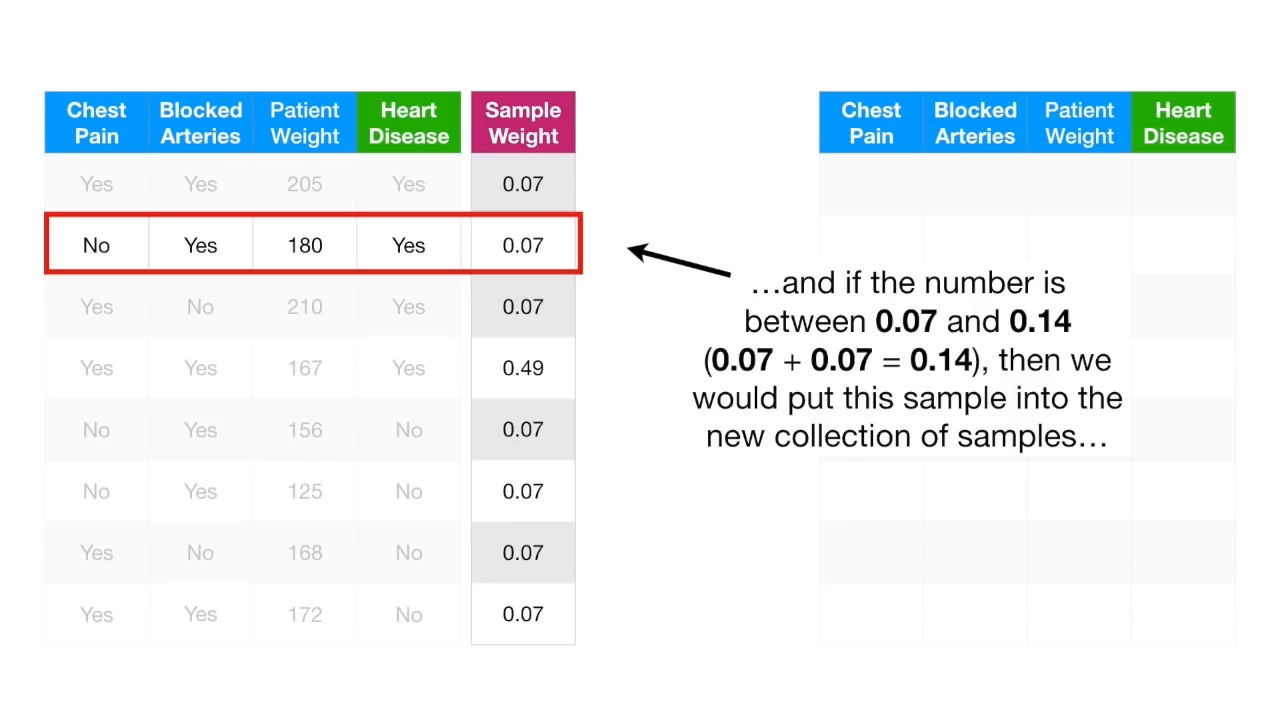 Chest Pain Blocked Arteries Patient Weight Heart Disease Sample Weight
Yes Yes 205 Yes 0.07
No Yes 180 Yes 0.07
Yes No 210 Yes 0.07
Yes Yes 167 Yes 0.49
No Yes 156 No 0.07
No Yes 125 No 0.07
Yes No 168 No 0.07
Yes Yes 172 No 0.07
…and if the number is
between 0.07 and 0.14
(0.07 + 0.07 = 0.14), then we
would put this sample into the
new collection of samples…
Chest Pain Blocked Arteries Patient Weight Heart Disease